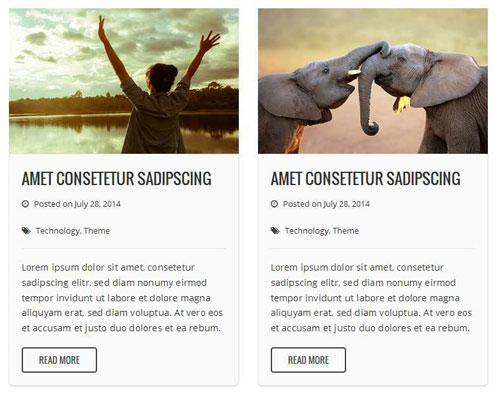 AMET CONSETETUR SADIPSCING
Posted on July 28, 2014
Technology, Theme
Lorem ipsum dolor sit amet, consetetur
sadipscing elitr, sed diam nonumy eirmod
tempor invidunt ut labore et dolore magna
aliquyam erat, sed diam voluptua. At vero eos
et accusam et justo duo dolores et ea rebum.
READ MORE
AMET CONSETETUR SADIPSCING
Posted on July 28, 2014
Technology, Theme
Lorem ipsum dolor sit amet, consetetur
sadipscing elitr, sed diam nonumy eirmod
tempor invidunt ut labore et dolore magna
aliquyam erat, sed diam voluptua. At vero eos
et accusam et justo duo dolores et ea rebum.
READ MORE